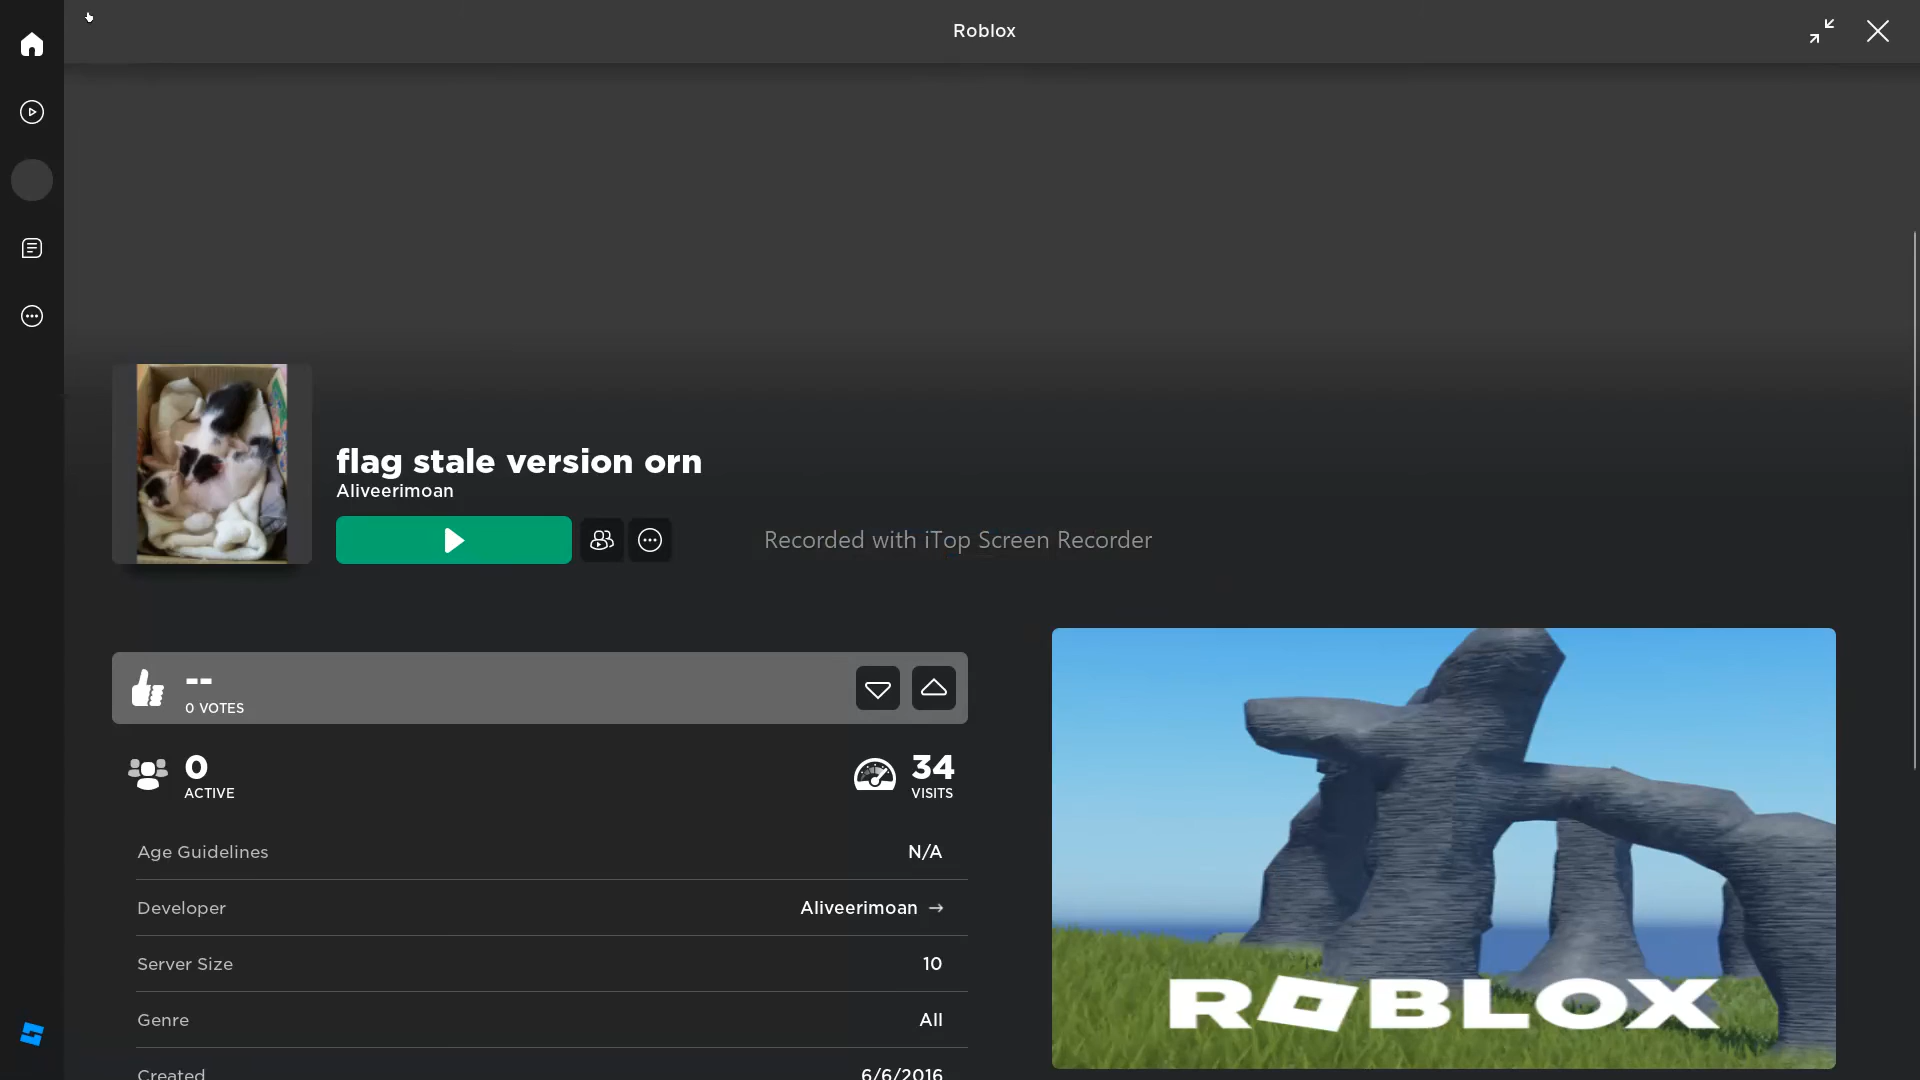 Roblox
flag stale version orn
Aliveerimoan
Recorded with iTop Screen Recorder
--
0 VOTES
0
ACTIVE
34
VISITS
Age Guidelines N/A
Developer Aliveerimoan →
Server Size 10
Genre All
Created 6/6/2016
ROBLOX